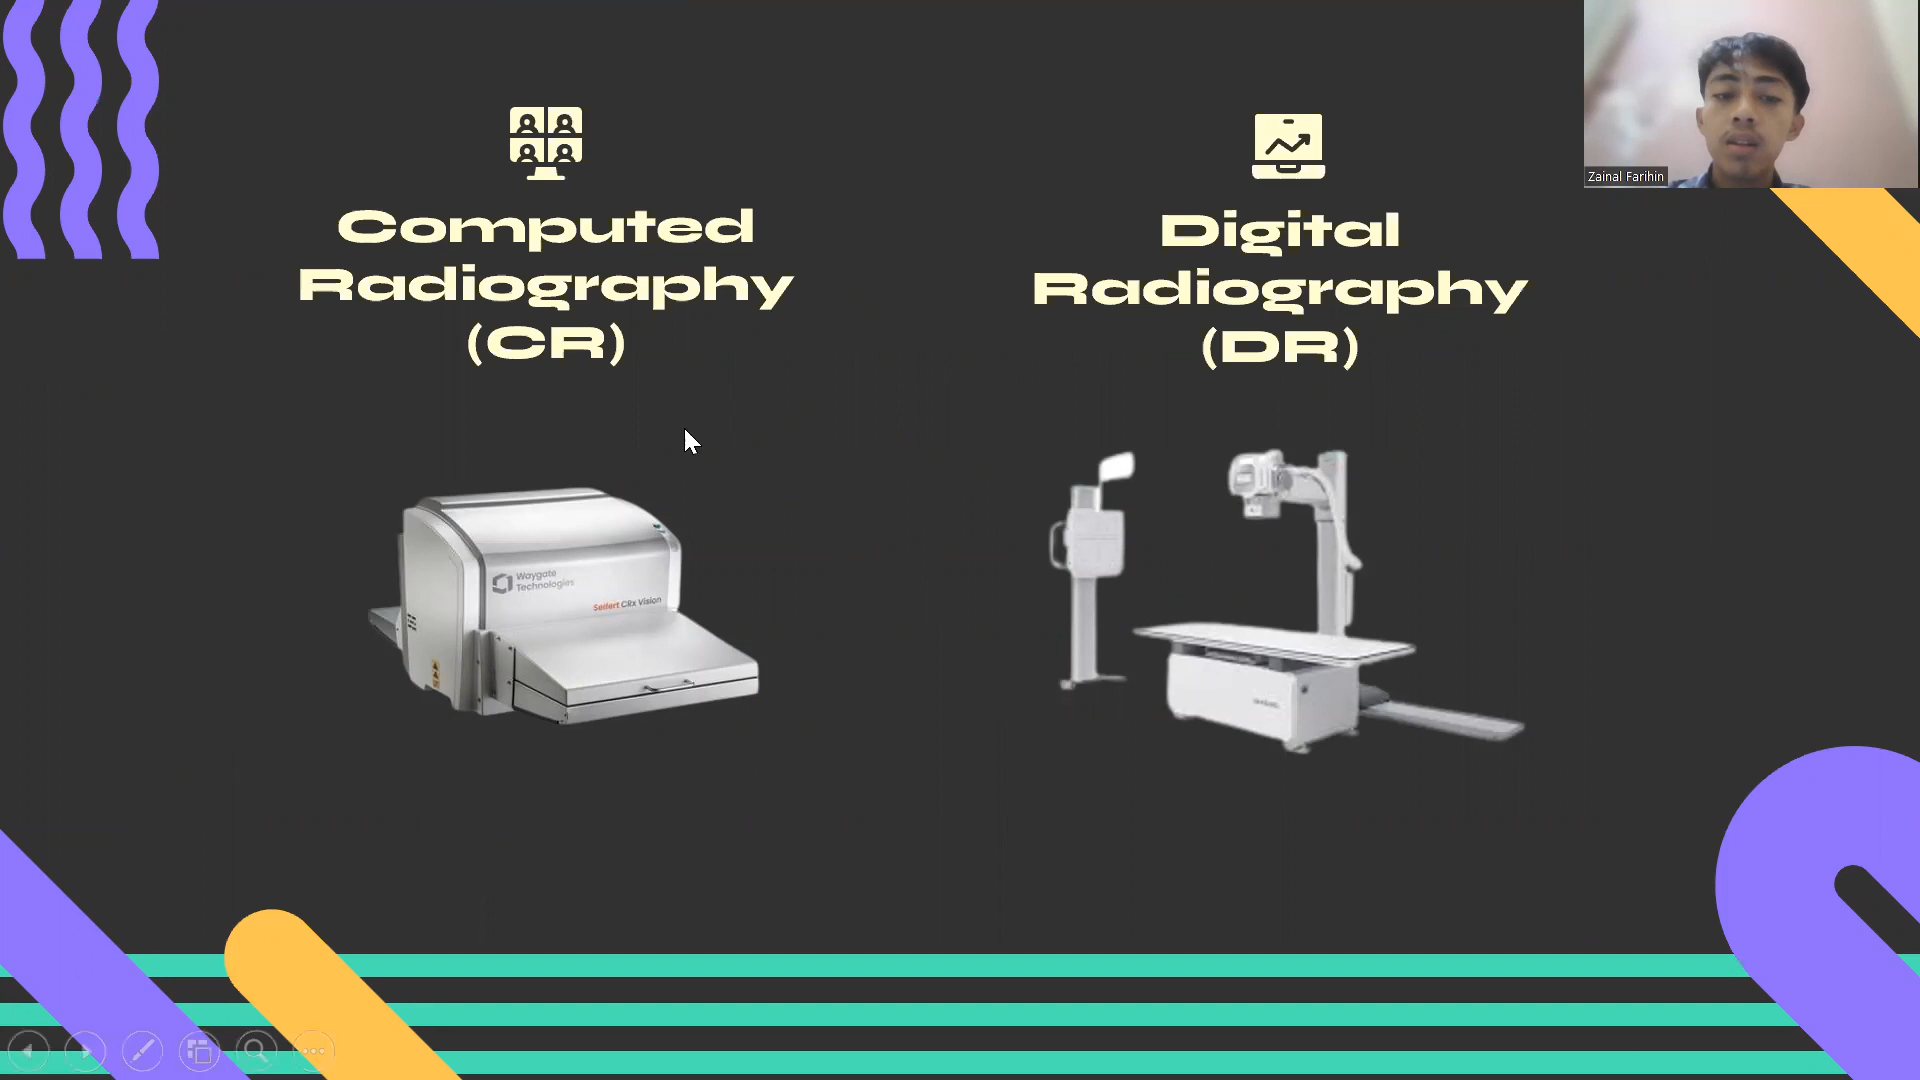 Computed
Radiography
(CR)
Digital
Radiography
(DR)
Zainal Farihin
Waygate
Technologies
Seifert CRx Vision